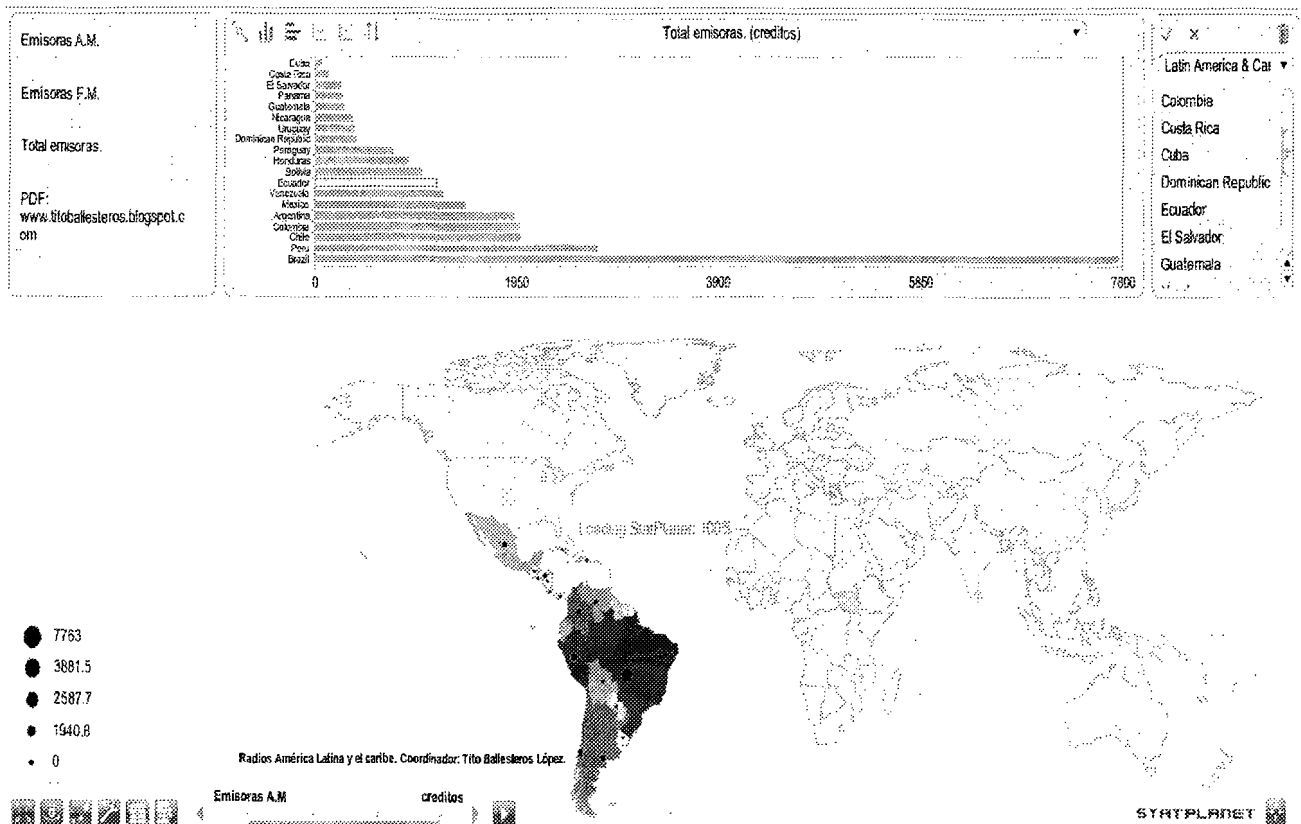 Emisoras A.M.
Emisoras F.M.
Total emisoras.
PDF:
www.titoballesteros.blogspot.c
om
Total emisoras. (creditos)
Cuba
Costa Rica
El Salvador
Panama
Guatemala
Nicaragua
Uruguay
Dominican Republic
Paraguay
Honduras
Bolivia
Ecuador
Venezuela
Mexico
Argentina
Colombia
Chile
Peru
Brazil
0 1950 3900 5850 7800
Latin America & Car
Colombia
Costa Rica
Cuba
Dominican Republic
Ecuador
El Salvador
Guatemala
Loading StatPlanet: 100%
7763
3881.5
2587.7
1940.8
0
Radios América Latina y el caribe. Coordinador: Tito Ballesteros López.
Emisoras A.M creditos
STATPLANET